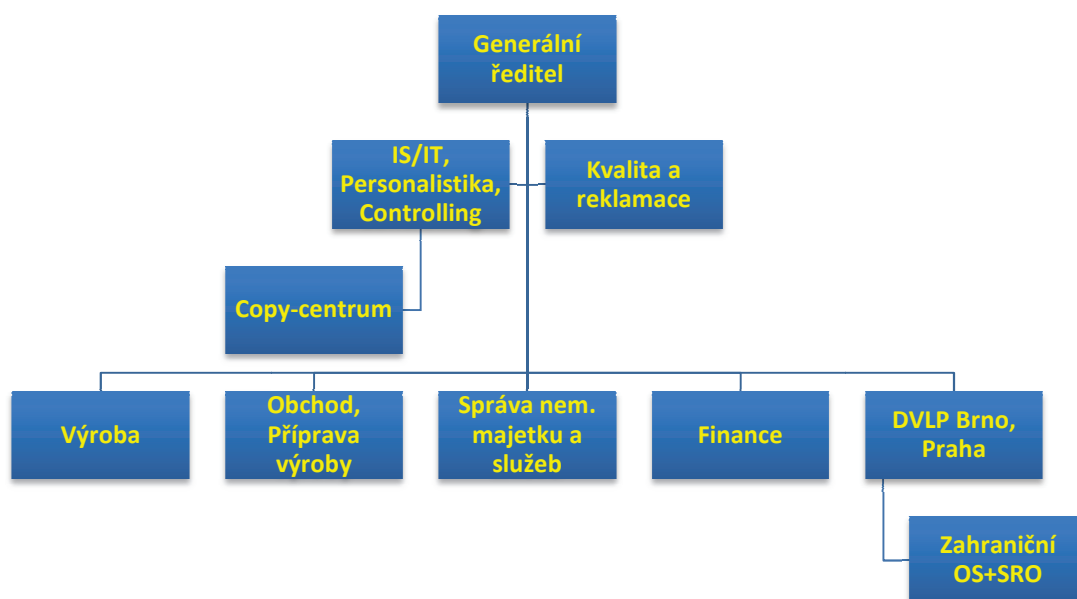 Generální
ředitel
IS/IT,
Personalistika,
Controlling
Kvalita a
reklamace
Copy-centrum
Výroba
Obchod,
Příprava
výroby
Správa nem.
majetku a
služeb
Finance
DVLP Brno,
Praha
Zahraniční
OS+SRO